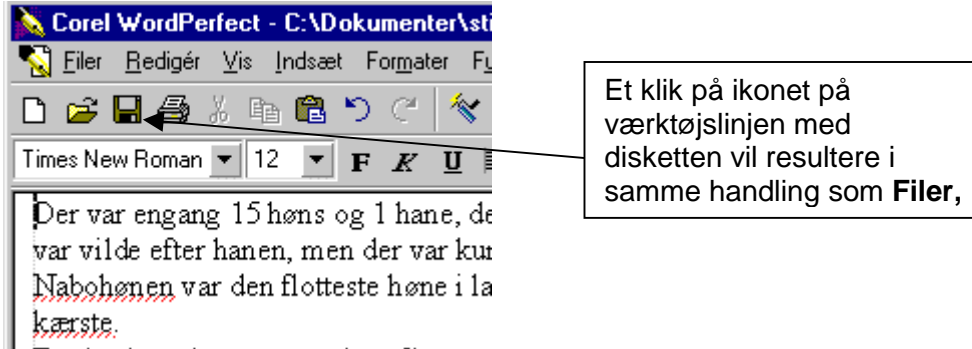 Corel WordPerfect - C:\Dokumenter\sti
Filer Redigér Vis Indsæt Formater
Times New Roman 12 F K U
Der var engang 15 høns og 1 hane, de
var vilde efter hanen, men der var kun
Nabohønen var den flotteste høne i la
kærste.
Et klik på ikonet på
værktøjslinjen med
disketten vil resultere i
samme handling som Filer,